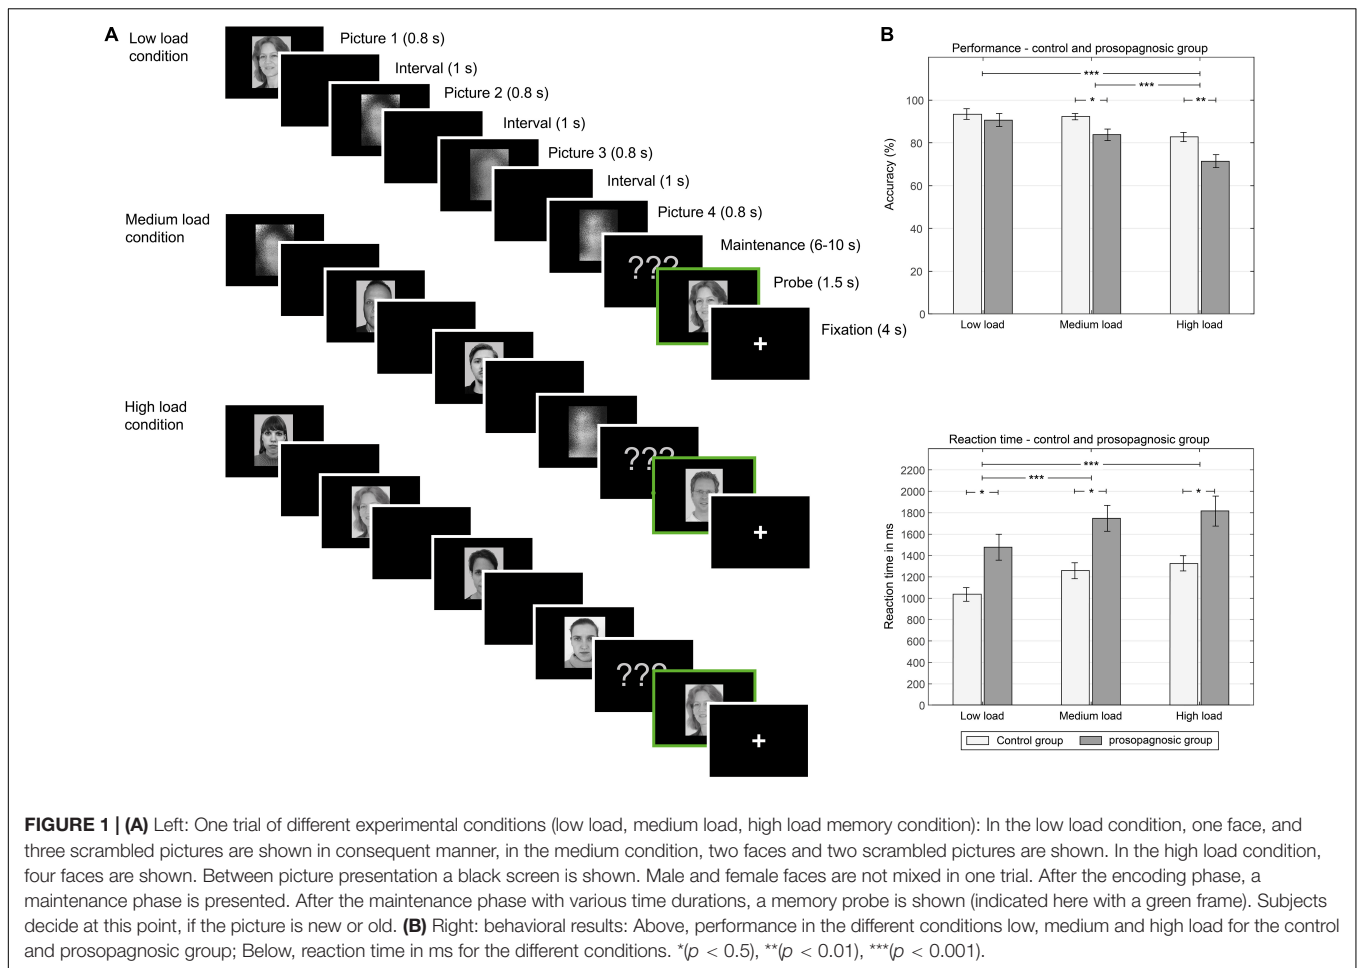 A
Low load
condition
Picture 1 (0.8 s)
Interval (1 s)
Picture 2 (0.8 s)
Interval (1 s)
Picture 3 (0.8 s)
Interval (1 s)
Picture 4 (0.8 s)
Maintenance (6-10 s)
???
Probe (1.5 s)
Fixation (4 s)
+
Medium load
condition
???
+
High load
condition
???
+
B
Performance - control and prosopagnosic group
***
***
*
**
Accuracy (%)
100
80
60
40
20
0
Low load
Medium load
High load
Reaction time - control and prosopagnosic group
***
***
*
*
*
Reaction time in ms
2200
2000
1800
1600
1400
1200
1000
800
600
400
200
0
Low load
Medium load
High load
Control group
prosopagnosic group
FIGURE 1 | (A) Left: One trial of different experimental conditions (low load, medium load, high load memory condition): In the low load condition, one face, and
three scrambled pictures are shown in consequent manner, in the medium condition, two faces and two scrambled pictures are shown. In the high load condition,
four faces are shown. Between picture presentation a black screen is shown. Male and female faces are not mixed in one trial. After the encoding phase, a
maintenance phase is presented. After the maintenance phase with various time durations, a memory probe is shown (indicated here with a green frame). Subjects
decide at this point, if the picture is new or old. (B) Right: behavioral results: Above, performance in the different conditions low, medium and high load for the control
and prosopagnosic group; Below, reaction time in ms for the different conditions. *(p < 0.5), **(p < 0.01), ***(p < 0.001).